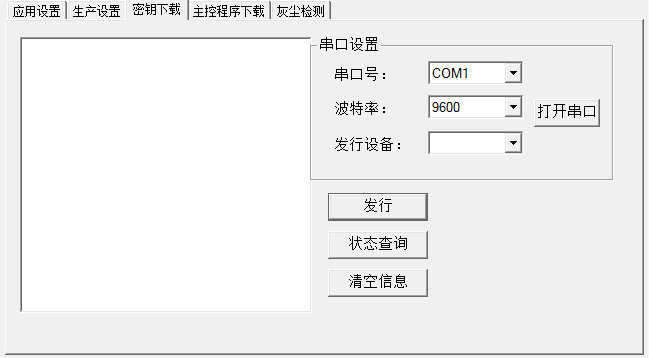 应用设置 生产设置 密钥下载 主控程序下载 灰尘检测
串口设置
串口号： COM1
波特率： 9600 打开串口
发行设备：
发行
状态查询
清空信息